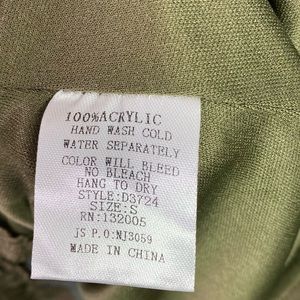 100%ACRYLIC
HAND WASH COLD
WATER SEPARATELY
COLOR WILL BLEED
NO BLEACH
HANG TO DRY
STYLE:D3724
SIZE:S
RN:132005
JS P.O:NJ3059
MADE IN CHINA